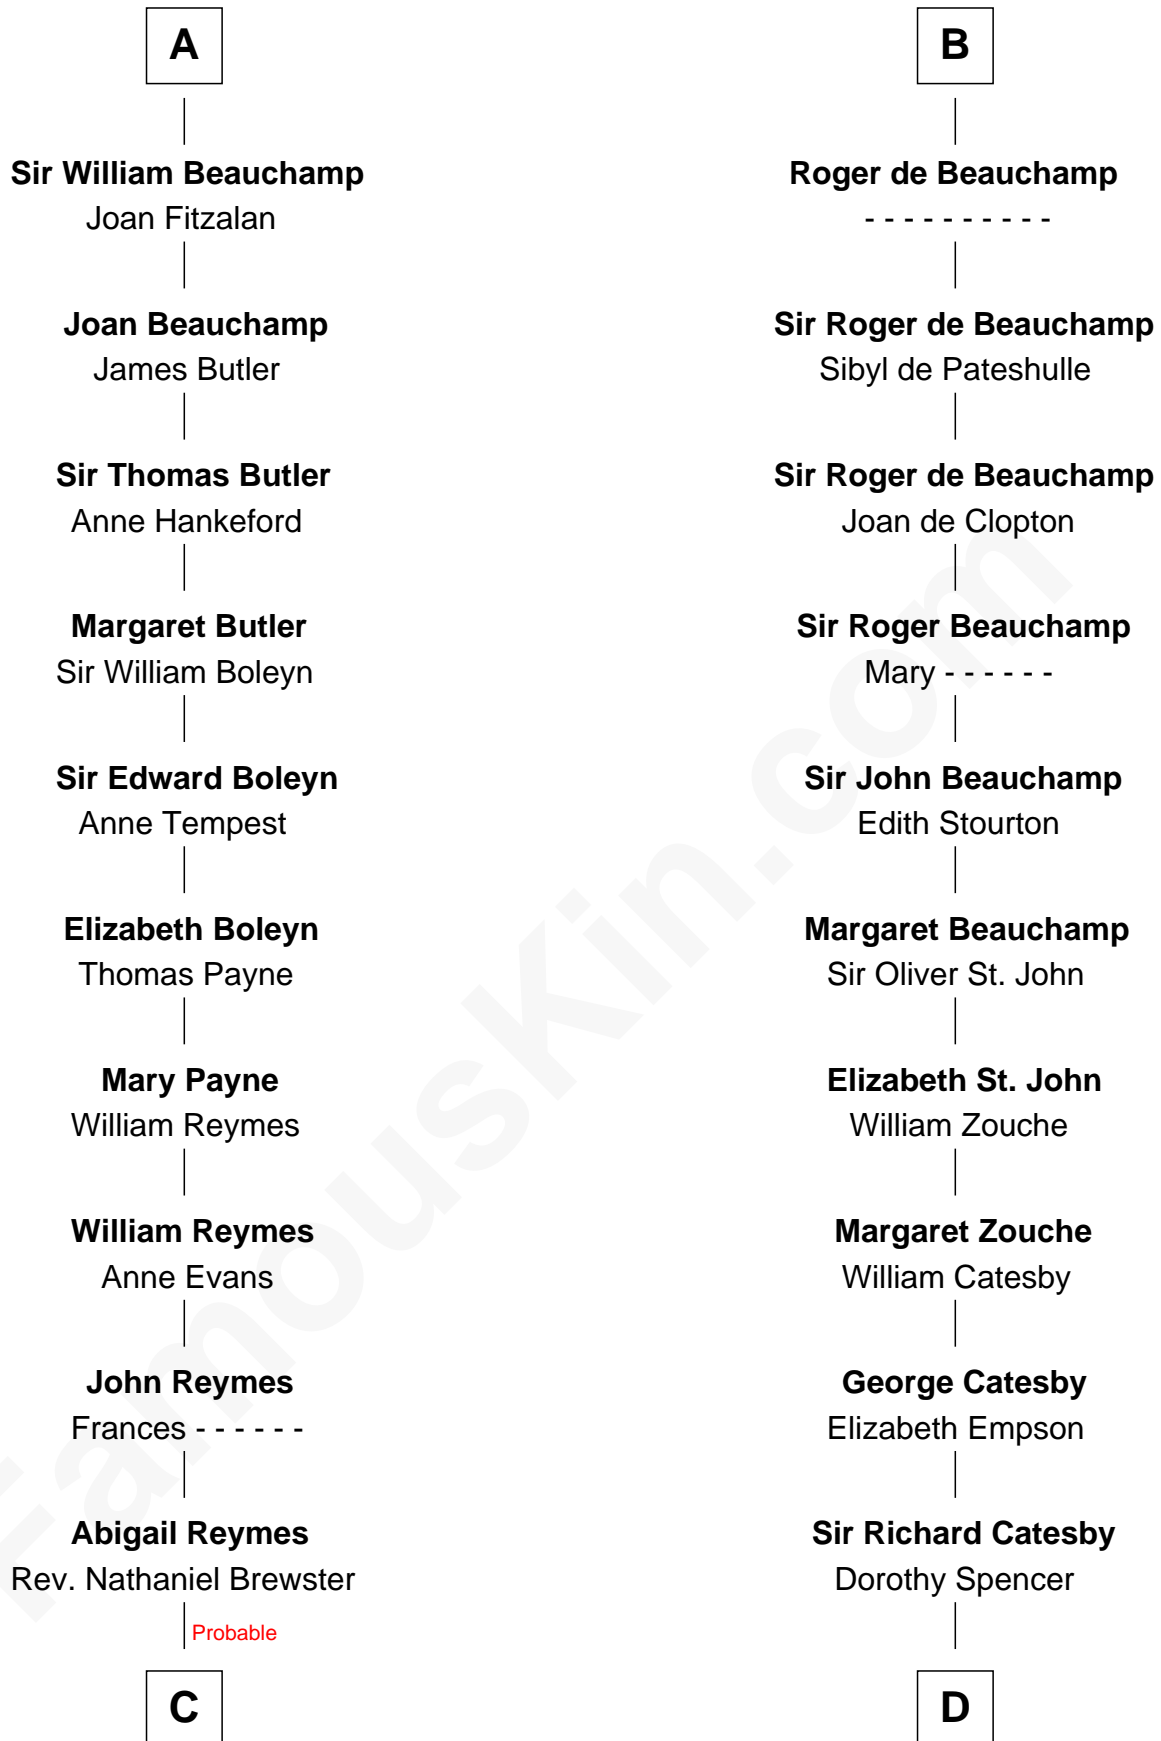 A
Sir William Beauchamp
Joan Fitzalan
Joan Beauchamp
James Butler
Sir Thomas Butler
Anne Hankeford
Margaret Butler
Sir William Boleyn
Sir Edward Boleyn
Anne Tempest
Elizabeth Boleyn
Thomas Payne
Mary Payne
William Reymes
William Reymes
Anne Evans
John Reymes
Frances - - - - - -
Abigail Reymes
Rev. Nathaniel Brewster
Probable
C
B
Roger de Beauchamp
- - - - - - - - - -
Sir Roger de Beauchamp
Sibyl de Pateshulle
Sir Roger de Beauchamp
Joan de Clopton
Sir Roger Beauchamp
Mary - - - - - -
Sir John Beauchamp
Edith Stourton
Margaret Beauchamp
Sir Oliver St. John
Elizabeth St. John
William Zouche
Margaret Zouche
William Catesby
George Catesby
Elizabeth Empson
Sir Richard Catesby
Dorothy Spencer
D
FamousKin.com